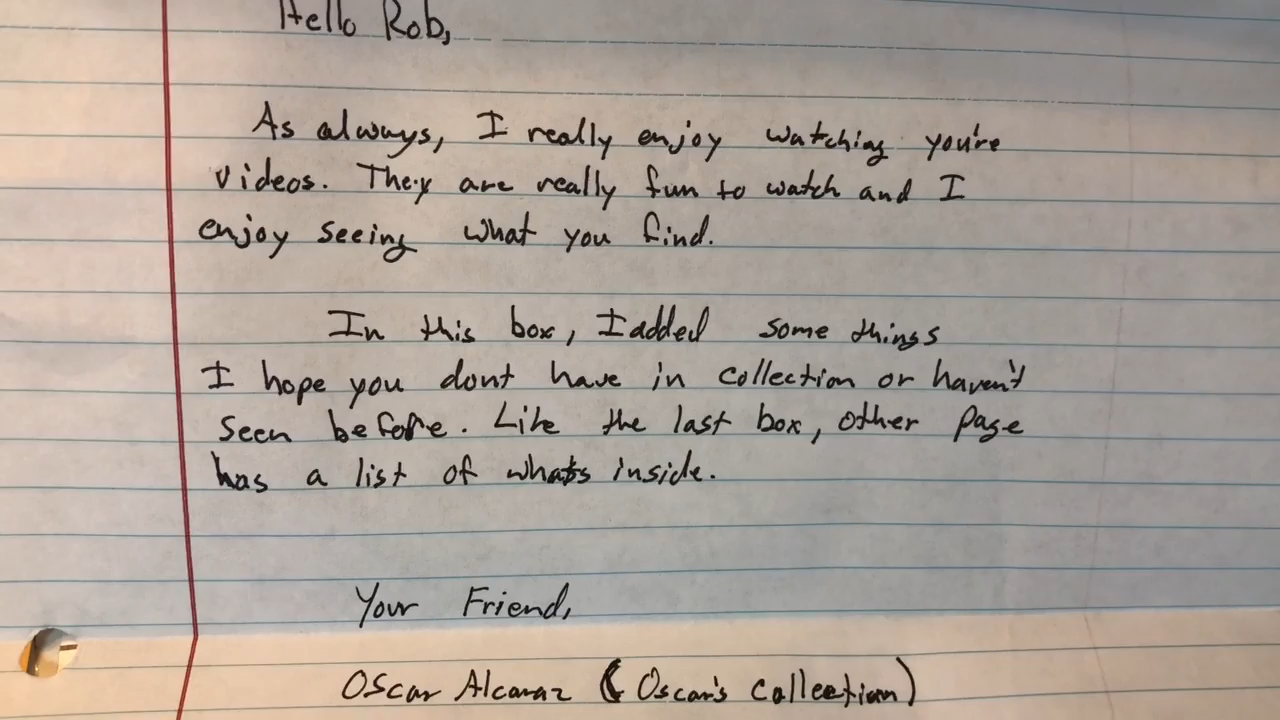 Hello Rob,
As always, I really enjoy watching you're
videos. They are really fun to watch and I
enjoy seeing what you find.
In this box, I added some things
I hope you dont have in collection or haven't
seen before. Like the last box, other page
has a list of whats inside.
Your Friend,
Oscar Alcaraz (Oscar's Collection)